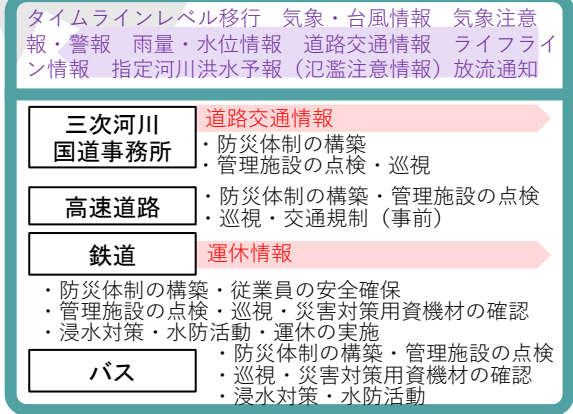 タイムラインレベル移行　気象・台風情報　気象注意
報・警報　雨量・水位情報　道路交通情報　ライフライ
ン情報　指定河川洪水予報（氾濫注意情報）放流通知
三次河川
国道事務所
道路交通情報
・防災体制の構築
・管理施設の点検・巡視
高速道路
・防災体制の構築・管理施設の点検
・巡視・交通規制（事前）
鉄道
運休情報
・防災体制の構築・従業員の安全確保
・管理施設の点検・巡視・災害対策用資機材の確認
・浸水対策・水防活動・運休の実施
バス
・防災体制の構築・管理施設の点検
・巡視・災害対策用資機材の確認
・浸水対策・水防活動